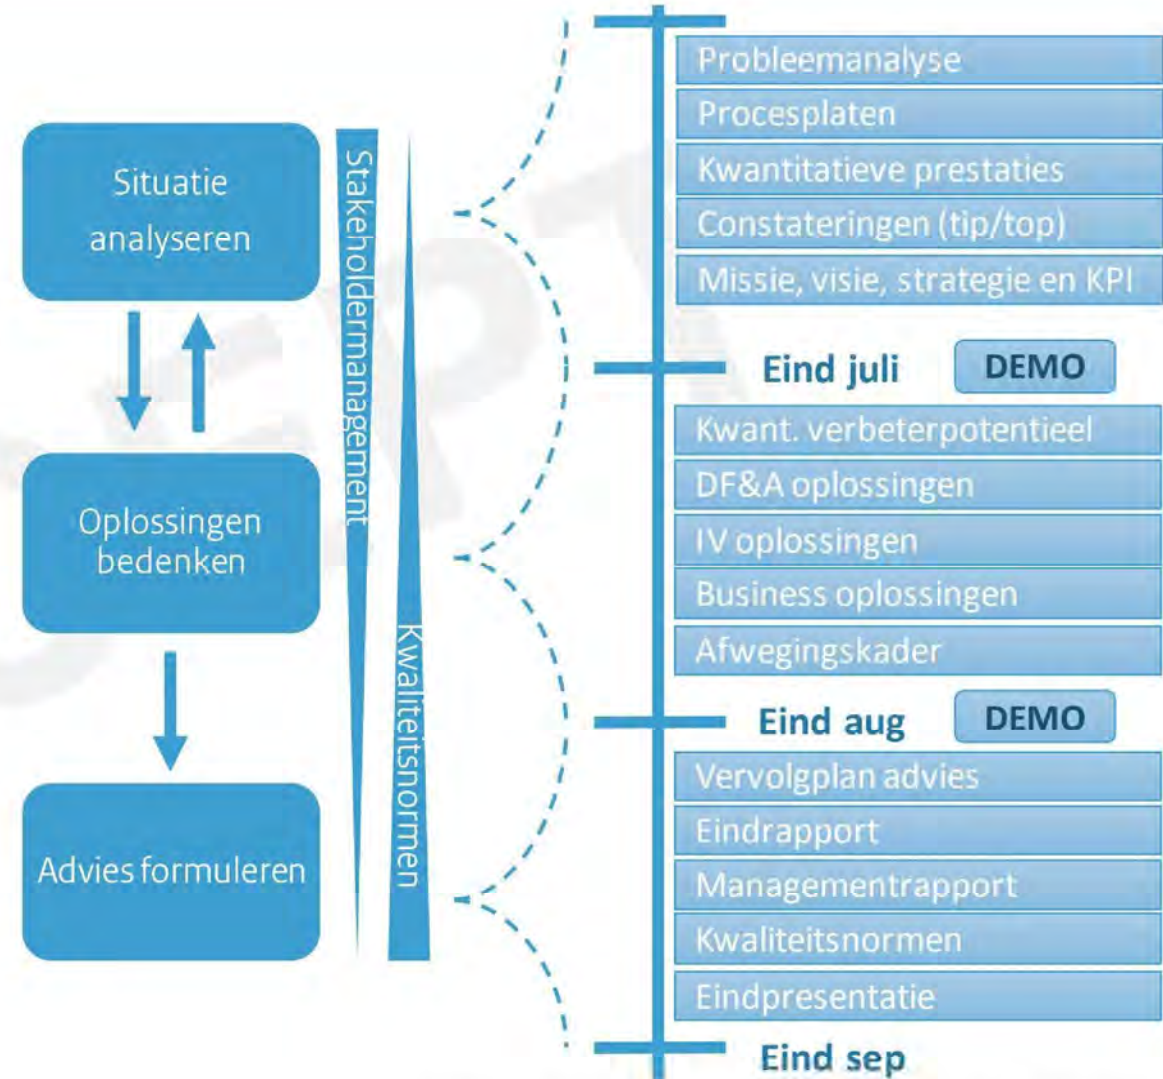 Situatie
analyseren
Oplossingen
bedenken
Advies formuleren
Stakeholdermanagement
Kwaliteitsnormen
Probleemanalyse
Procesplaten
Kwantitatieve prestaties
Constateringen (tip/top)
Missie, visie, strategie en KPI
Eind juli DEMO
Kwant. verbeterpotentieel
DF&A oplossingen
IV oplossingen
Business oplossingen
Afwegingskader
Eind aug DEMO
Vervolgplan advies
Eindrapport
Managementrapport
Kwaliteitsnormen
Eindpresentatie
Eind sep